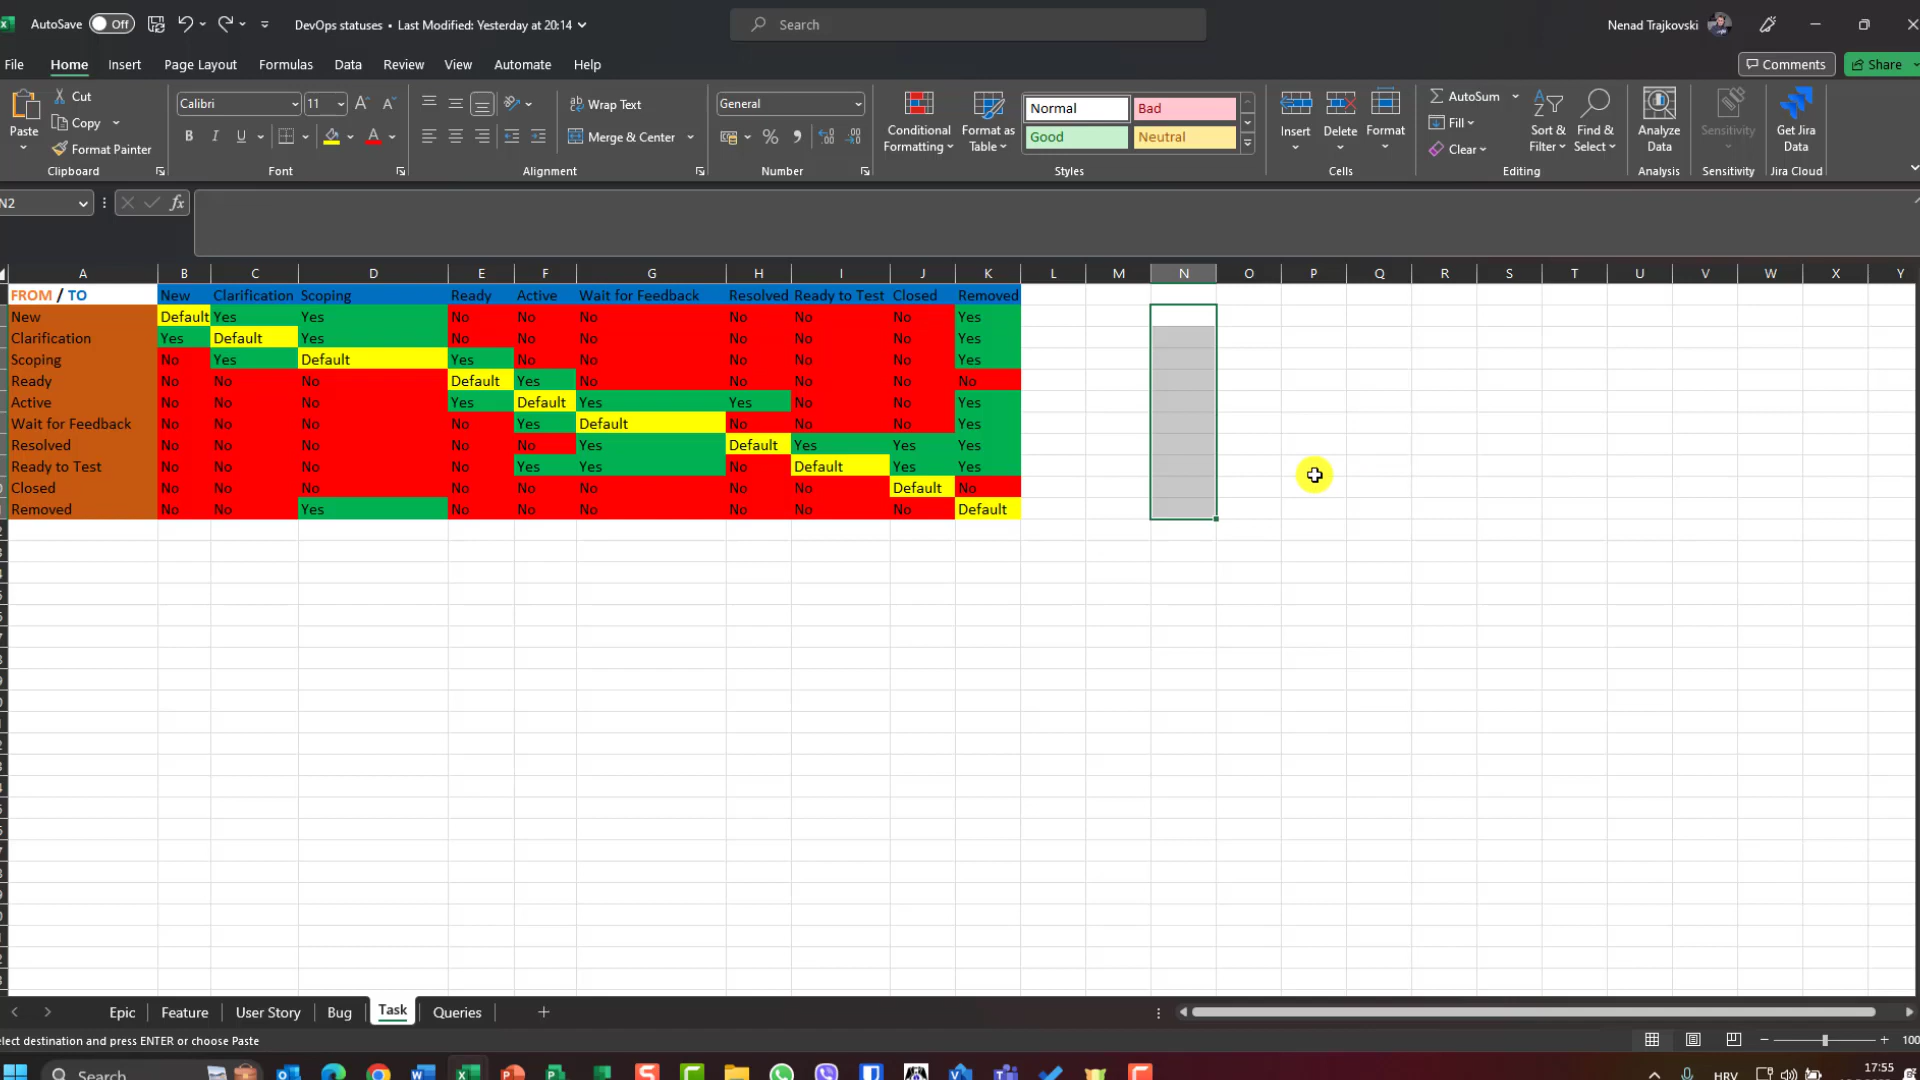 AutoSave Off DevOps statuses • Last Modified: Yesterday at 20:14 Search Nenad Trajkovski
File Home Insert Page Layout Formulas Data Review View Automate Help Comments Share
Paste Cut Copy Format Painter Clipboard
Calibri 11 B I U A Font
Wrap Text Merge & Center Alignment
General % Number
Conditional Formatting Format as Table Normal Bad Good Neutral Styles
Insert Delete Format Cells
AutoSum Fill Clear Sort & Filter Find & Select Editing
Analyze Data Analysis Sensitivity Sensitivity Get Jira Data Jira Cloud
N2 fx
A B C D E F G H I J K L M N O P Q R S T U V W X Y
FROM / TO New Clarification Scoping Ready Active Wait for Feedback Resolved Ready to Test Closed Removed
New Default Yes Yes No No No No No No Yes
Clarification Yes Default Yes No No No No No No Yes
Scoping No Yes Default Yes No No No No No Yes
Ready No No No Default Yes No No No No No
Active No No No Yes Default Yes Yes No No Yes
Wait for Feedback No No No No Yes Default No No No Yes
Resolved No No No No No Yes Default Yes Yes Yes
Ready to Test No No No No Yes Yes No Default Yes Yes
Closed No No No No No No No No Default No
Removed No No Yes No No No No No No Default
Epic Feature User Story Bug Task Queries +
elect destination and press ENTER or choose Paste 100
Search HRV 17:55